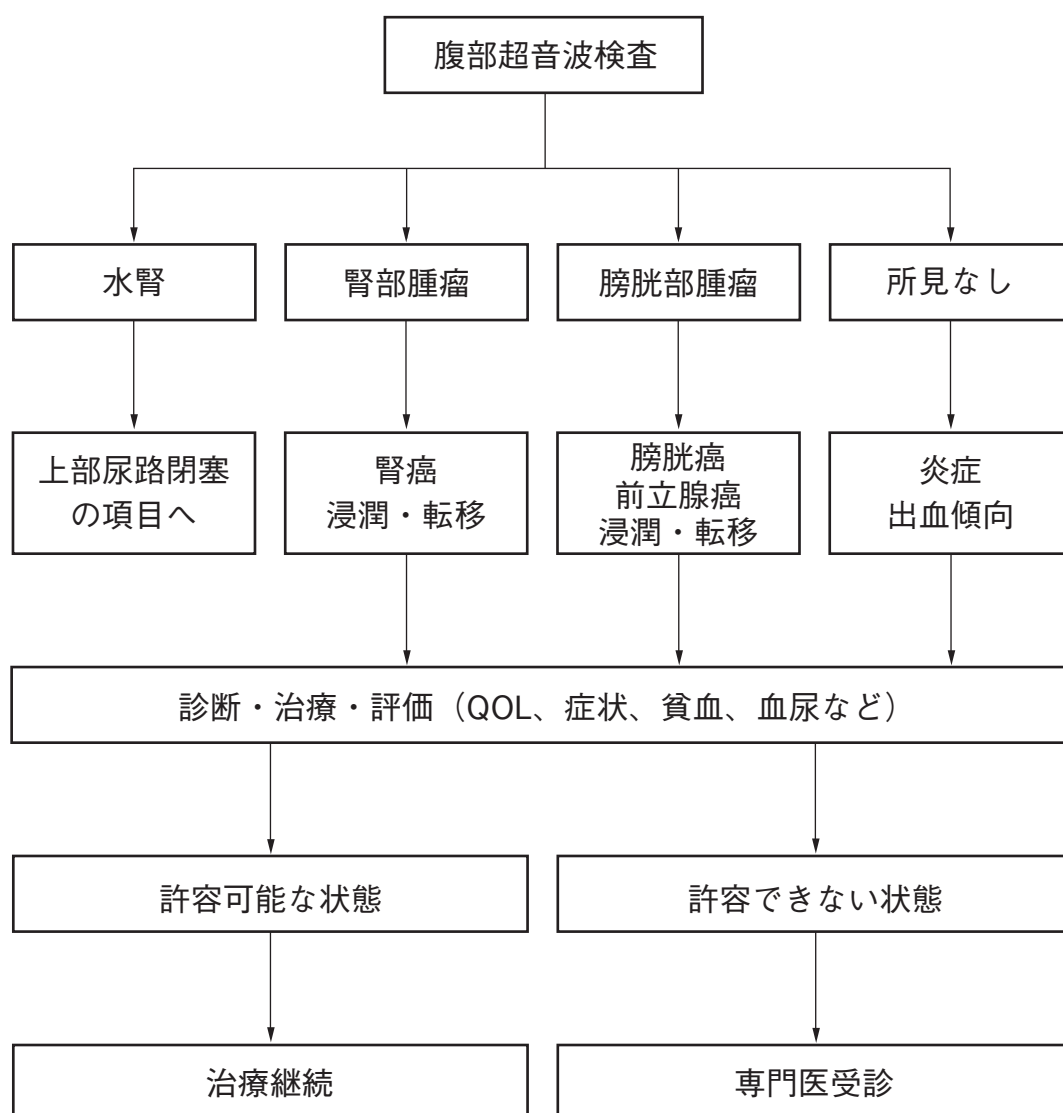 腹部超音波検査
水腎
腎部腫瘤
膀胱部腫瘤
所見なし
上部尿路閉塞
の項目へ
腎癌
浸潤・転移
膀胱癌
前立腺癌
浸潤・転移
炎症
出血傾向
診断・治療・評価（QOL、症状、貧血、血尿など）
許容可能な状態
許容できない状態
治療継続
専門医受診